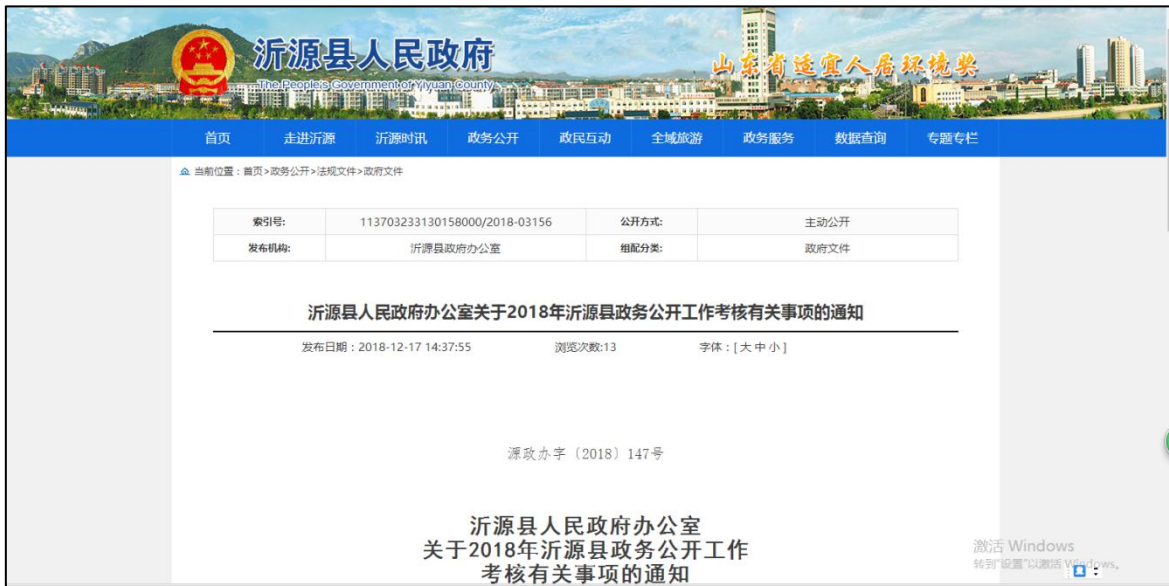 沂源县人民政府
The People's Government of Yiyuan County
山东省适宜人居环境奖
首页 走进沂源 沂源时讯 政务公开 政民互动 全域旅游 政务服务 数据查询 专题专栏
当前位置：首页>政务公开>法规文件>政府文件
索引号: 113703233130158000/2018-03156 公开方式: 主动公开
发布机构: 沂源县政府办公室 组配分类: 政府文件
沂源县人民政府办公室关于2018年沂源县政务公开工作考核有关事项的通知
发布日期：2018-12-17 14:37:55 浏览次数:13 字体：[ 大 中 小 ]
源政办字〔2018〕147号
沂源县人民政府办公室
关于2018年沂源县政务公开工作
考核有关事项的通知
激活 Windows
转到"设置"以激活 Windows。